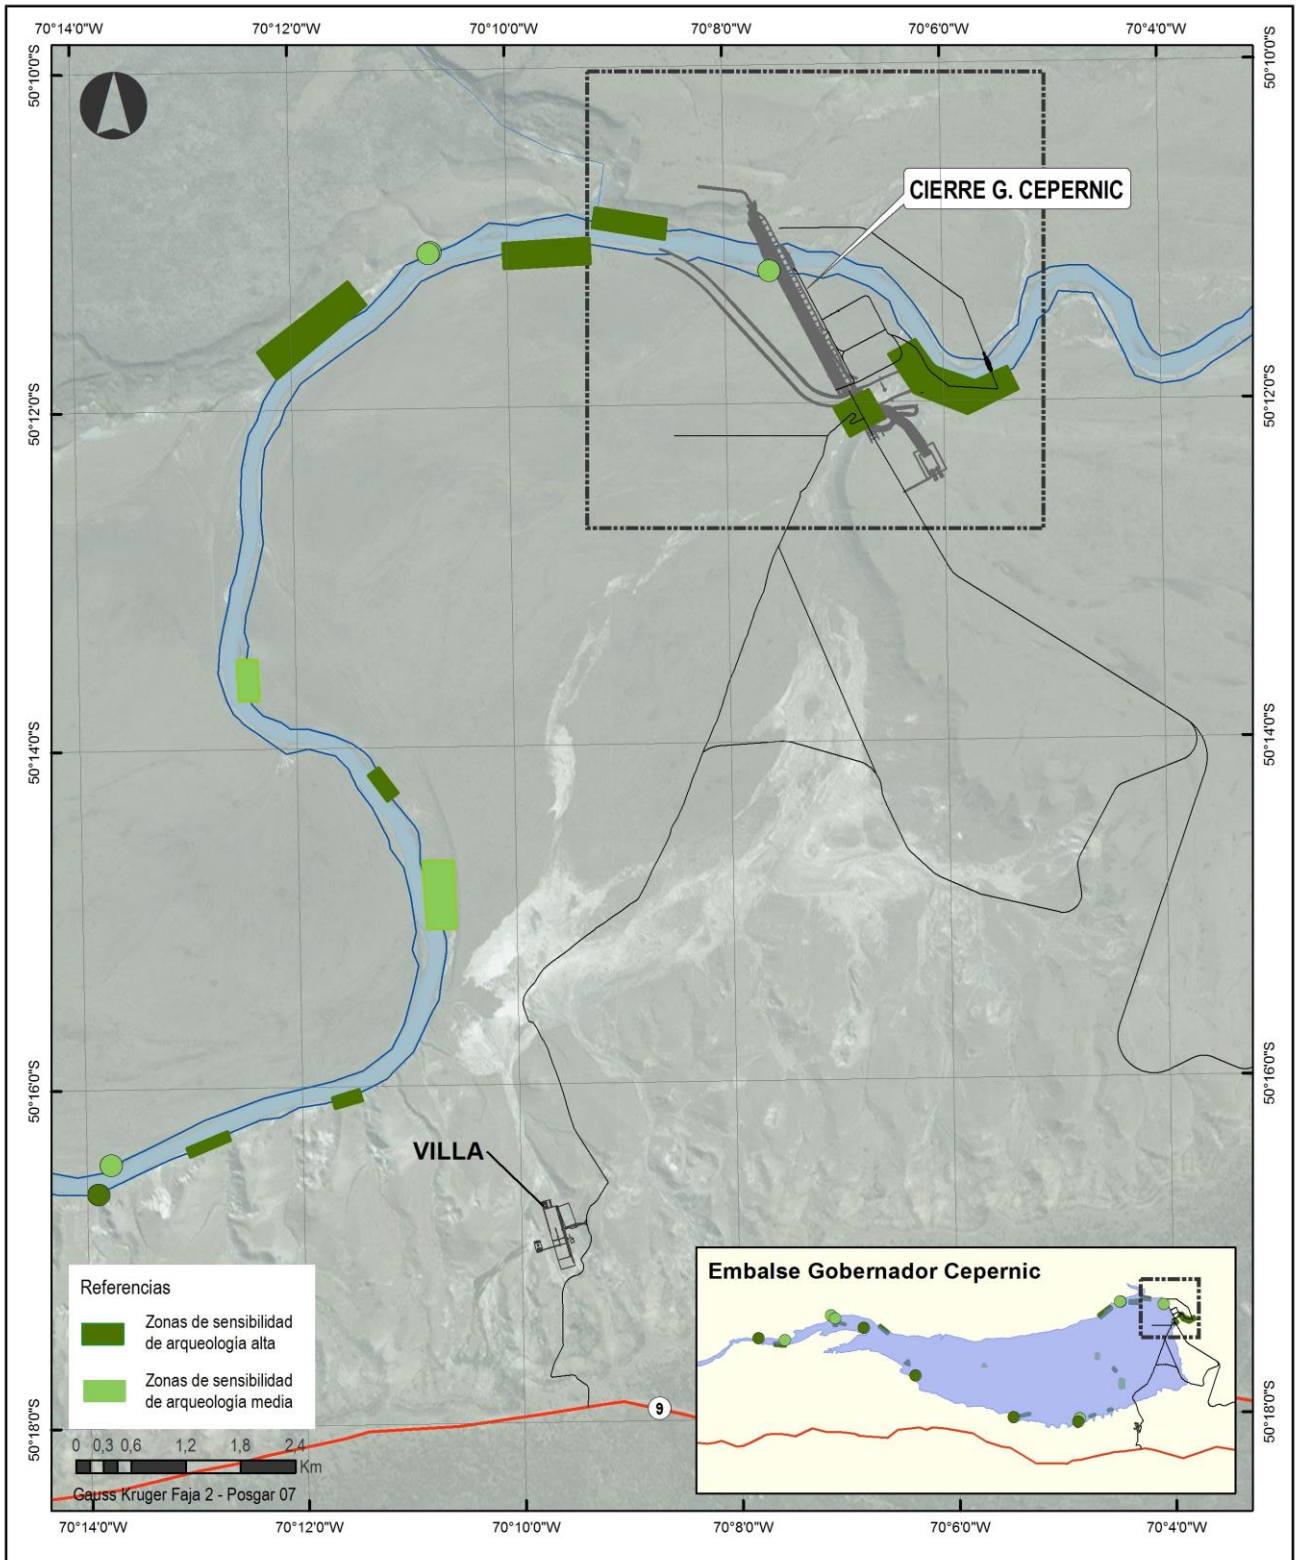 70°14'0"W 70°12'0"W 70°10'0"W 70°8'0"W 70°6'0"W 70°4'0"W
50°10'0"S 50°10'0"S
CIERRE G. CEPERNIC
50°12'0"S 50°12'0"S
50°14'0"S 50°14'0"S
50°16'0"S 50°16'0"S
VILLA
Embalse Gobernador Cepernic
Referencias
Zonas de sensibilidad
de arqueología alta
Zonas de sensibilidad
de arqueología media
9
50°18'0"S 50°18'0"S
0 0,3 0,6 1,2 1,8 2,4
Km
Gauss Kruger Faja 2 - Posgar 07
70°14'0"W 70°12'0"W 70°10'0"W 70°8'0"W 70°6'0"W 70°4'0"W